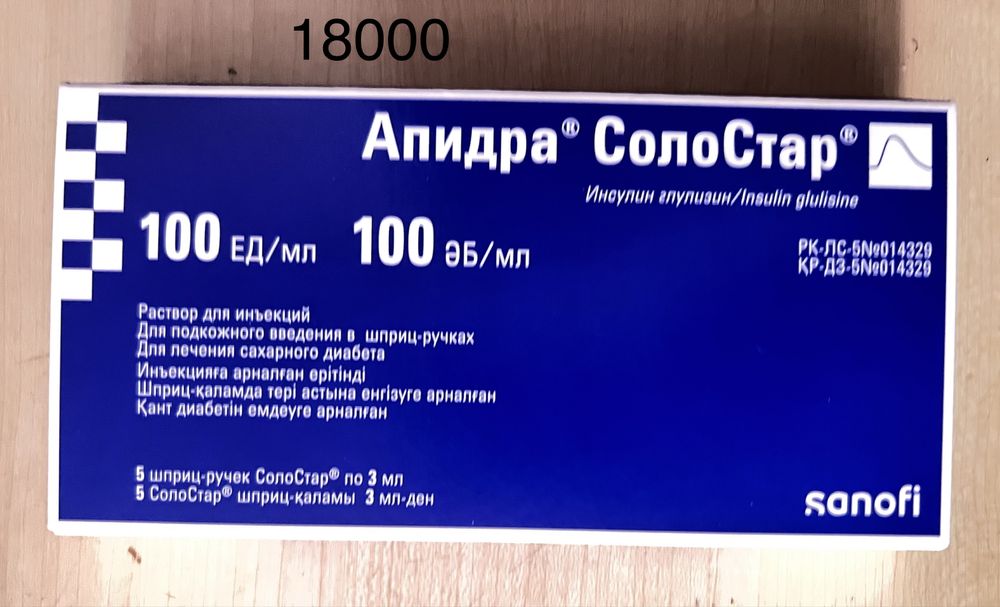 18000
Апидра® СолоСтар®
Инсулин глулизин/Insulin glulisine
100 ЕД/мл 100 ӘБ/мл
РК-ЛС-5№014329
ҚР-ДЗ-5№014329
Раствор для инъекций
Для подкожного введения в шприц-ручках
Для лечения сахарного диабета
Инъекцияға арналған ерітінді
Шприц-қаламда тері астына енгізуге арналған
Қант диабетін емдеуге арналған
5 шприц-ручек СолоСтар® по 3 мл
5 СолоСтар® шприц-қаламы 3 мл-ден
sanofi